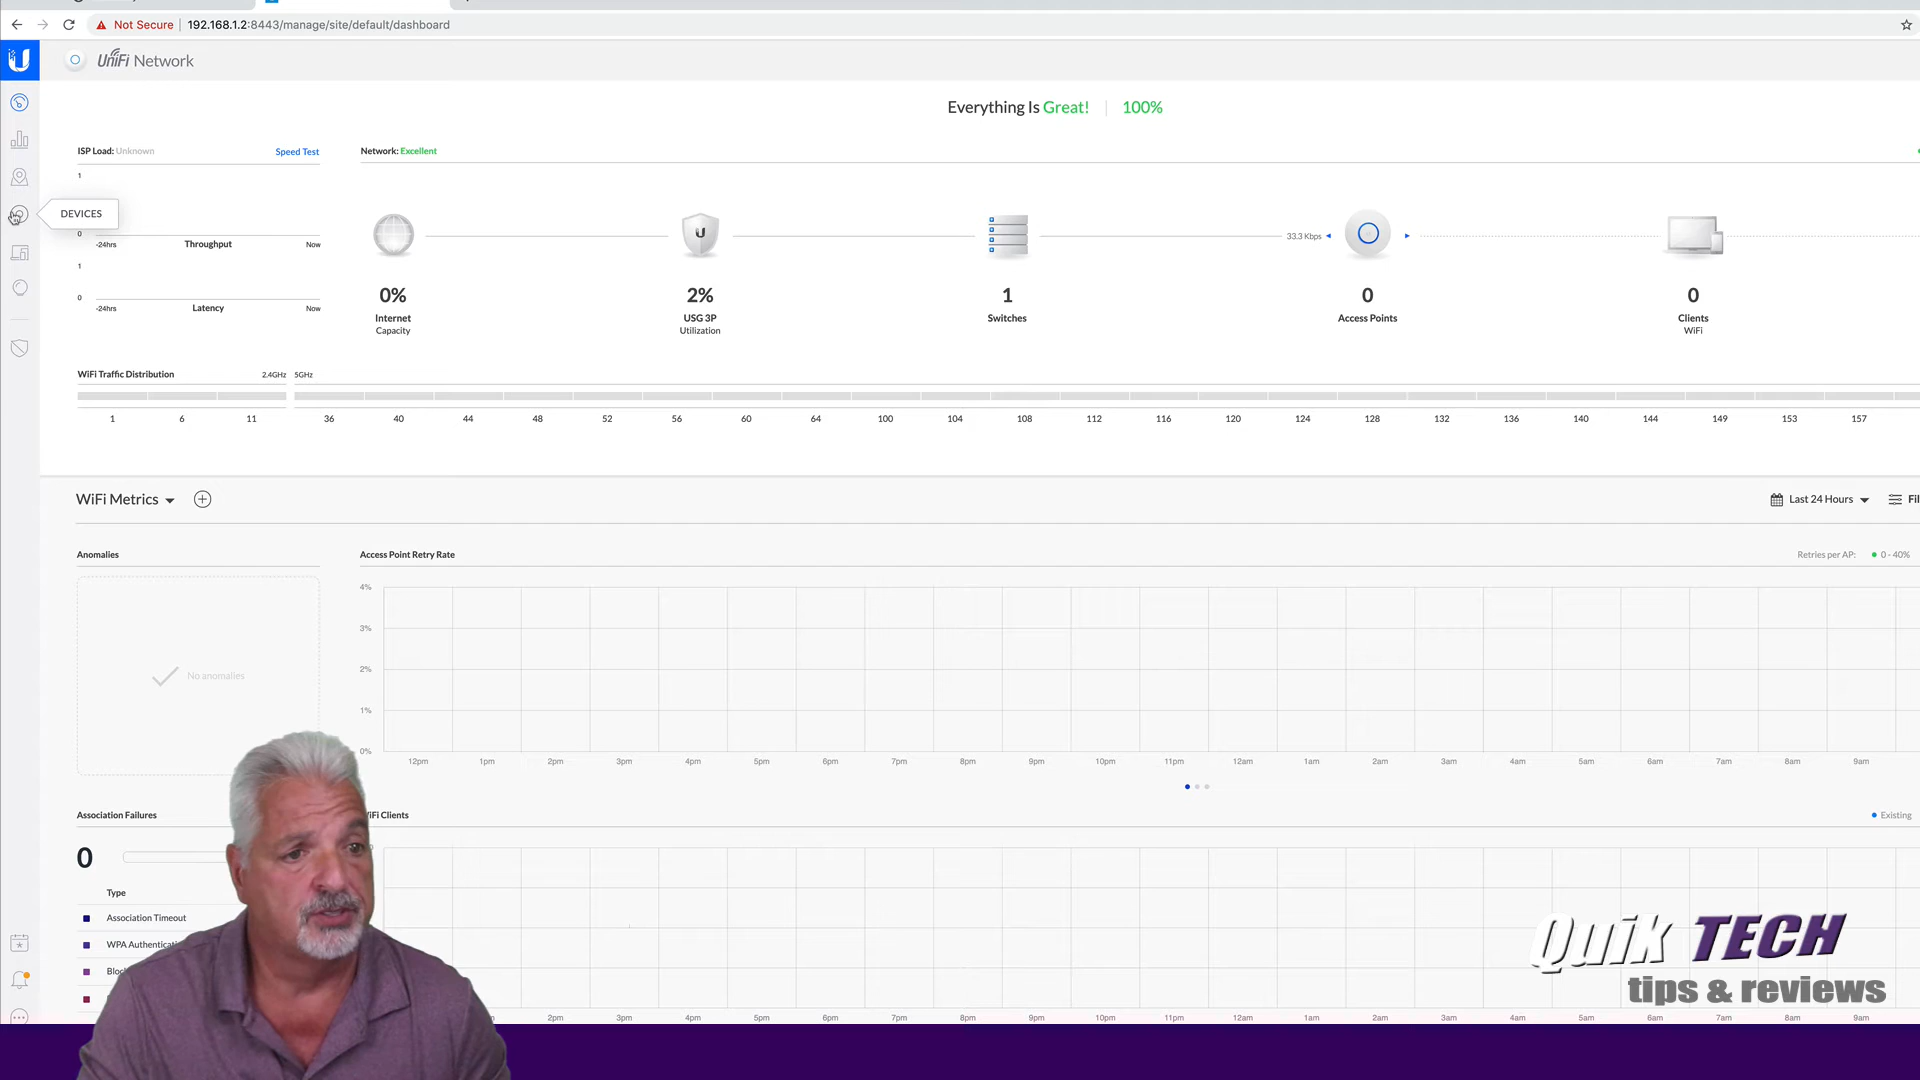 Not Secure
192.168.1.2:8443/manage/site/default/dashboard
UniFi Network
Everything Is Great! 100%
ISP Load: Unknown
Speed Test
Network: Excellent
1
DEVICES
0
-24hrs
Throughput
Now
1
0
-24hrs
Latency
Now
33.3 Kbps
0%
Internet
Capacity
2%
USG 3P
Utilization
1
Switches
0
Access Points
0
Clients
WiFi
WiFi Traffic Distribution
2.4GHz
5GHz
1 6 11 36 40 44 48 52 56 60 64 100 104 108 112 116 120 124 128 132 136 140 144 149 153 157
WiFi Metrics
Last 24 Hours
Fil
Anomalies
No anomalies
Access Point Retry Rate
Retries per AP:
0 - 40%
4%
3%
2%
1%
0%
12pm 1pm 2pm 3pm 4pm 5pm 6pm 7pm 8pm 9pm 10pm 11pm 12am 1am 2am 3am 4am 5am 6am 7am 8am 9am
Association Failures
0
Type
Association Timeout
WPA Authenticati
Bloc
iFi Clients
Existing
2pm 3pm 4pm 5pm 6pm 7pm 8pm 9pm 10pm 11pm 12am 1am 2am 3am 4am 5am 6am 7am 8am 9am
Quik TECH
tips & reviews